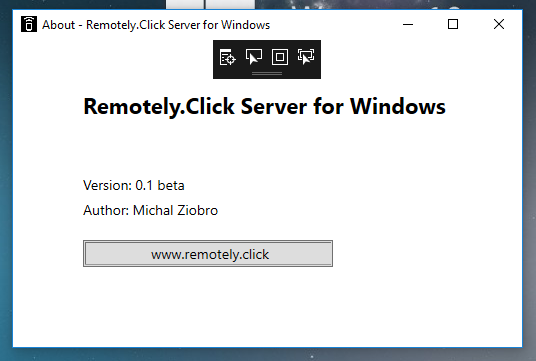 About - Remotely.Click Server for Windows
Remotely.Click Server for Windows
Version: 0.1 beta
Author: Michal Ziobro
www.remotely.click